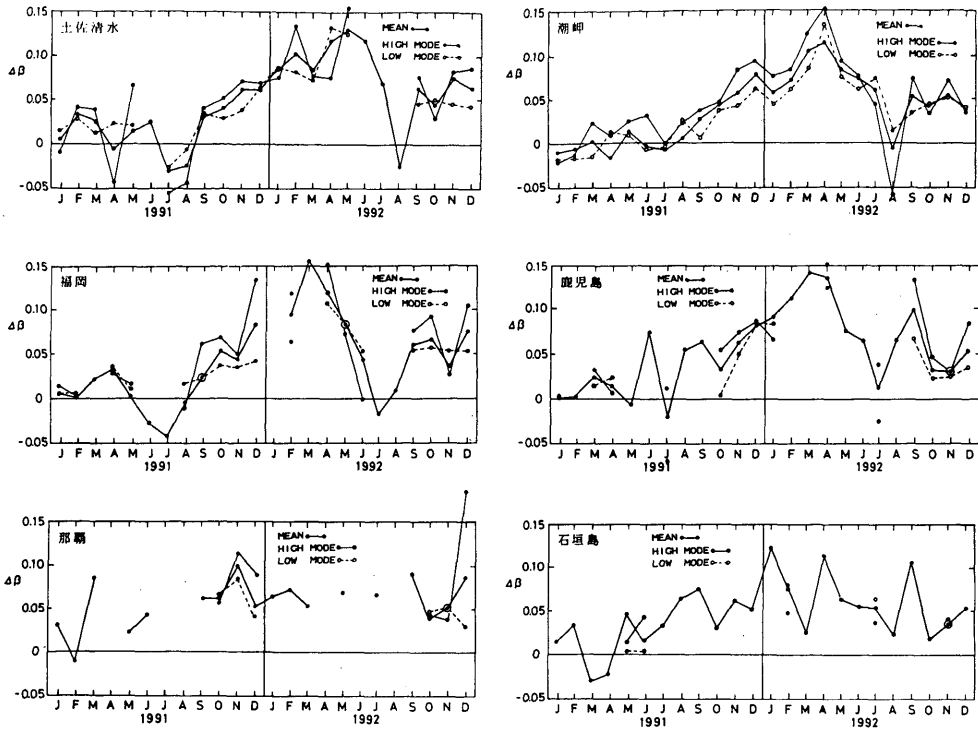 土佐清水
MEAN
HIGH MODE
LOW MODE
0.15
0.10
Δβ
0.05
0
-0.05
J F M A M J J A S O N D J F M A M J J A S O N D
1991 1992
潮岬
MEAN
HIGH MODE
LOW MODE
0.15
0.10
Δβ
0.05
0
-0.05
J F M A M J J A S O N D J F M A M J J A S O N D
1991 1992
福岡
MEAN
HIGH MODE
LOW MODE
0.15
0.10
Δβ
0.05
0
-0.05
J F M A M J J A S O N D J F M A M J J A S O N D
1991 1992
鹿児島
MEAN
HIGH MODE
LOW MODE
0.15
0.10
Δβ
0.05
0
-0.05
J F M A M J J A S O N D J F M A M J J A S O N D
1991 1992
那覇
MEAN
HIGH MODE
LOW MODE
0.15
0.10
Δβ
0.05
0
-0.05
J F M A M J J A S O N D J F M A M J J A S O N D
1991 1992
石垣島
MEAN
HIGH MODE
LOW MODE
0.15
0.10
Δβ
0.05
0
-0.05
J F M A M J J A S O N D J F M A M J J A S O N D
1991 1992